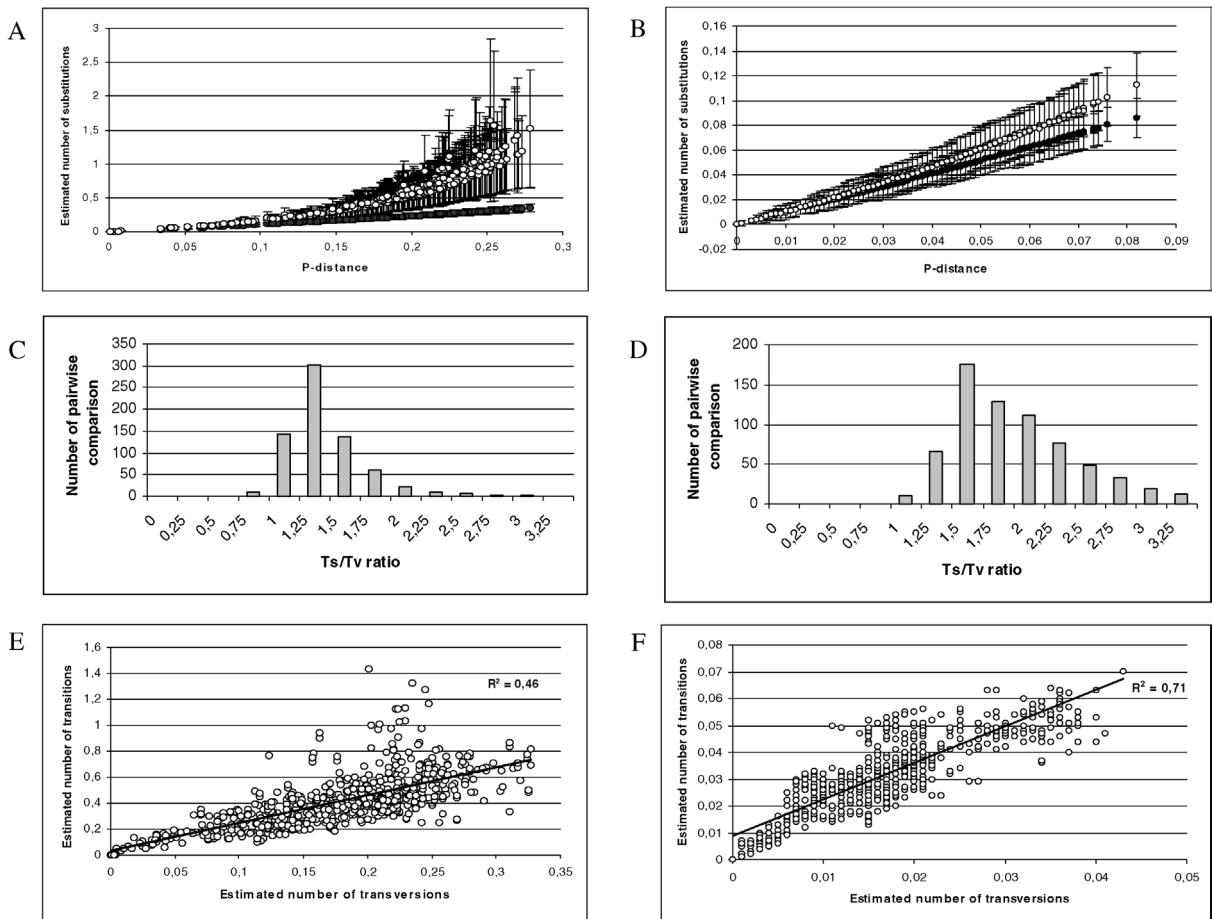 A
Estimated number of substitutions
3
2,5
2
1,5
1
0,5
0
0 0,05 0,1 0,15 0,2 0,25 0,3
P-distance
B
Estimated number of substitutions
0,16
0,14
0,12
0,1
0,08
0,06
0,04
0,02
0
-0,02
0 0,01 0,02 0,03 0,04 0,05 0,06 0,07 0,08 0,09
P-distance
C
Number of pairwise
comparison
350
300
250
200
150
100
50
0
0 0,25 0,5 0,75 1 1,25 1,5 1,75 2 2,25 2,5 2,75 3 3,25
Ts/Tv ratio
D
Number of pairwise
comparison
200
150
100
50
0
0 0,25 0,5 0,75 1 1,25 1,5 1,75 2 2,25 2,5 2,75 3 3,25
Ts/Tv ratio
E
Estimated number of transitions
1,6
1,4
1,2
1
0,8
0,6
0,4
0,2
0
R² = 0,46
0 0,05 0,1 0,15 0,2 0,25 0,3 0,35
Estimated number of transversions
F
Estimated number of transitions
0,08
0,07
0,06
0,05
0,04
0,03
0,02
0,01
0
R² = 0,71
0 0,01 0,02 0,03 0,04 0,05
Estimated number of transversions